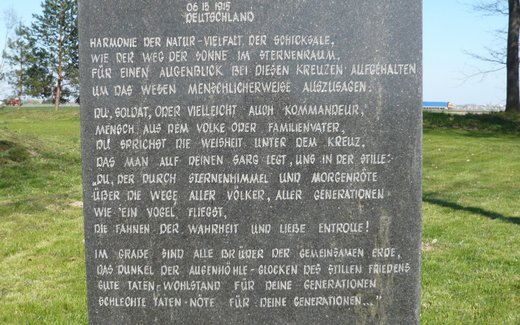 06 15 1915
DEUTSCHLAND
HARMONIE DER NATUR-VIELFALT DER SCHICKSALE,
WIE DER WEG DER SONNE IM STERNENRAUM,
FÜR EINEN AUGENBLICK BEI DIESEN KREUZEN AUFGEHALTEN
UM DAS WESEN MENSCHLICHERWEISE AUSZUSAGEN.
DU, SOLDAT, ODER VIELLEICHT AUCH KOMMANDEUR,
MENSCH AUS DEM VOLKE ODER FAMILIENVATER,
DU SPRICHST DIE WEISHEIT UNTER DEM KREUZ,
DAS MAN AUF DEINEN SARG LEGT, UNS IN DER STILLE:
"DU, DER DURCH STERNENHIMMEL UND MORGENRÖTE
ÜBER DIE WEGE ALLER VÖLKER, ALLER GENERATIONEN
WIE EIN VOGEL FLIEGST,
DIE FAHNEN DER WAHRHEIT UND LIEBE ENTROLLE!
IM GRABE SIND ALLE BRÜDER DER GEMEINSAMEN ERDE,
DAS DUNKEL DER AUGENHÖHLE-GLOCKEN DES STILLEN FRIEDENS
GUTE TATEN-WOHLSTAND FÜR DEINE GENERATIONEN
SCHLECHTE TATEN-NÖTE FÜR DEINE GENERATIONEN..."